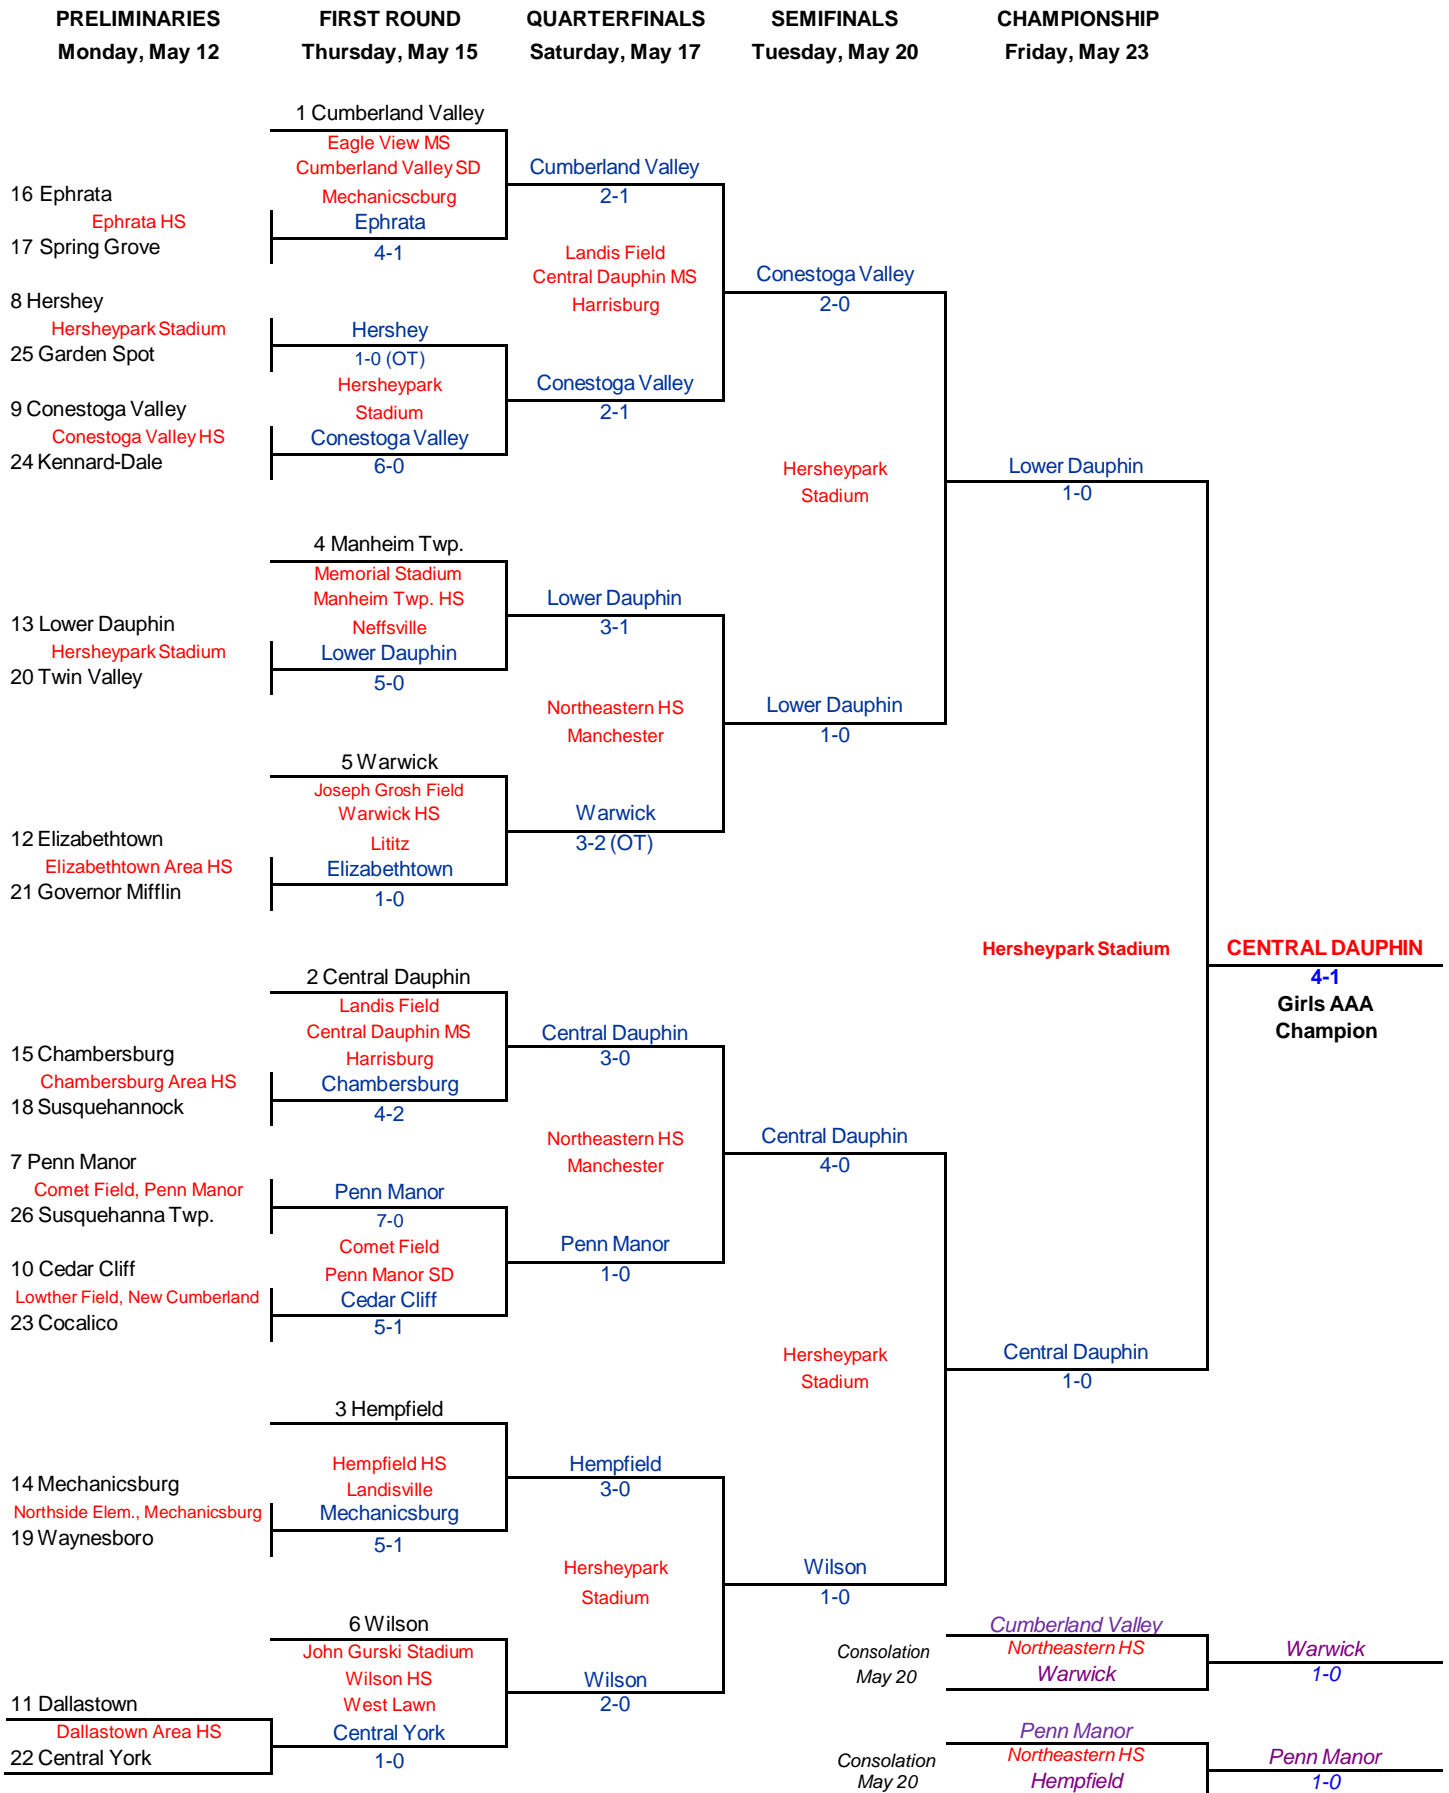 PRELIMINARIES
FIRST ROUND
QUARTERFINALS
SEMIFINALS
CHAMPIONSHIP
Monday, May 12
Thursday, May 15
Saturday, May 17
Tuesday, May 20
Friday, May 23
1 Cumberland Valley
Eagle View MS
Cumberland Valley SD
Mechanicscburg
Cumberland Valley
2-1
16 Ephrata
Ephrata HS
17 Spring Grove
Ephrata
4-1
Landis Field
Central Dauphin MS
Harrisburg
Conestoga Valley
2-0
8 Hershey
Hersheypark Stadium
25 Garden Spot
Hershey
1-0 (OT)
Hersheypark
Stadium
Conestoga Valley
2-1
9 Conestoga Valley
Conestoga Valley HS
24 Kennard-Dale
Conestoga Valley
6-0
Hersheypark
Stadium
Lower Dauphin
1-0
4 Manheim Twp.
Memorial Stadium
Manheim Twp. HS
Neffsville
Lower Dauphin
3-1
13 Lower Dauphin
Hersheypark Stadium
20 Twin Valley
Lower Dauphin
5-0
Northeastern HS
Manchester
Lower Dauphin
1-0
5 Warwick
Joseph Grosh Field
Warwick HS
Lititz
Warwick
3-2 (OT)
12 Elizabethtown
Elizabethtown Area HS
21 Governor Mifflin
Elizabethtown
1-0
Hersheypark Stadium
CENTRAL DAUPHIN
4-1
Girls AAA
Champion
2 Central Dauphin
Landis Field
Central Dauphin MS
Harrisburg
Central Dauphin
3-0
15 Chambersburg
Chambersburg Area HS
18 Susquehannock
Chambersburg
4-2
Northeastern HS
Manchester
Central Dauphin
4-0
7 Penn Manor
Comet Field, Penn Manor
26 Susquehanna Twp.
Penn Manor
7-0
Comet Field
Penn Manor SD
Penn Manor
1-0
10 Cedar Cliff
Lowther Field, New Cumberland
23 Cocalico
Cedar Cliff
5-1
Hersheypark
Stadium
Central Dauphin
1-0
3 Hempfield
Hempfield HS
Landisville
Hempfield
3-0
14 Mechanicsburg
Northside Elem., Mechanicsburg
19 Waynesboro
Mechanicsburg
5-1
Hersheypark
Stadium
Wilson
1-0
6 Wilson
John Gurski Stadium
Wilson HS
West Lawn
Wilson
2-0
11 Dallastown
Dallastown Area HS
22 Central York
Central York
1-0
Consolation
May 20
Cumberland Valley
Northeastern HS
Warwick
Warwick
1-0
Consolation
May 20
Penn Manor
Northeastern HS
Hempfield
Penn Manor
1-0